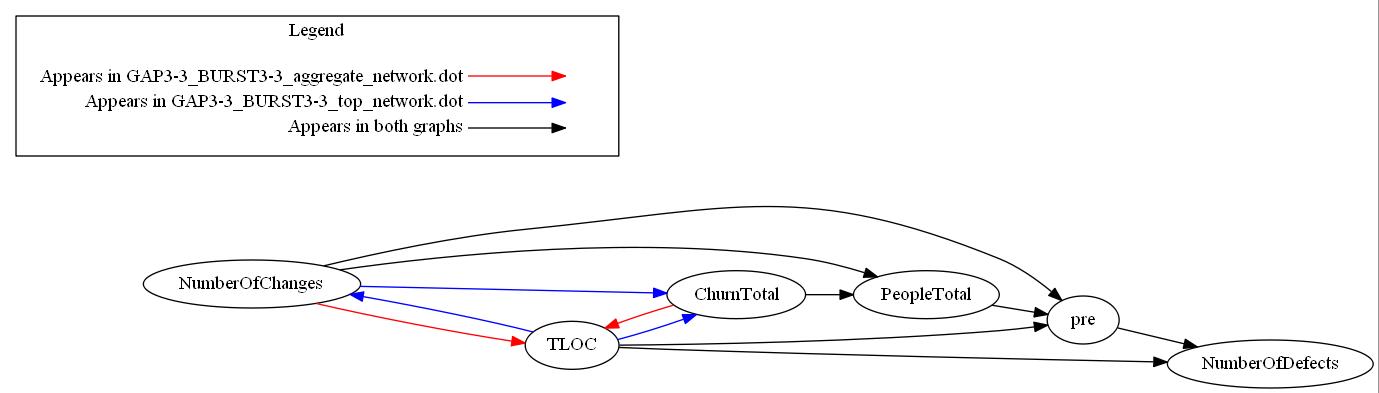 Legend
Appears in GAP3-3_BURST3-3_aggregate_network.dot
Appears in GAP3-3_BURST3-3_top_network.dot
Appears in both graphs
NumberOfChanges
ChurnTotal
PeopleTotal
TLOC
pre
NumberOfDefects